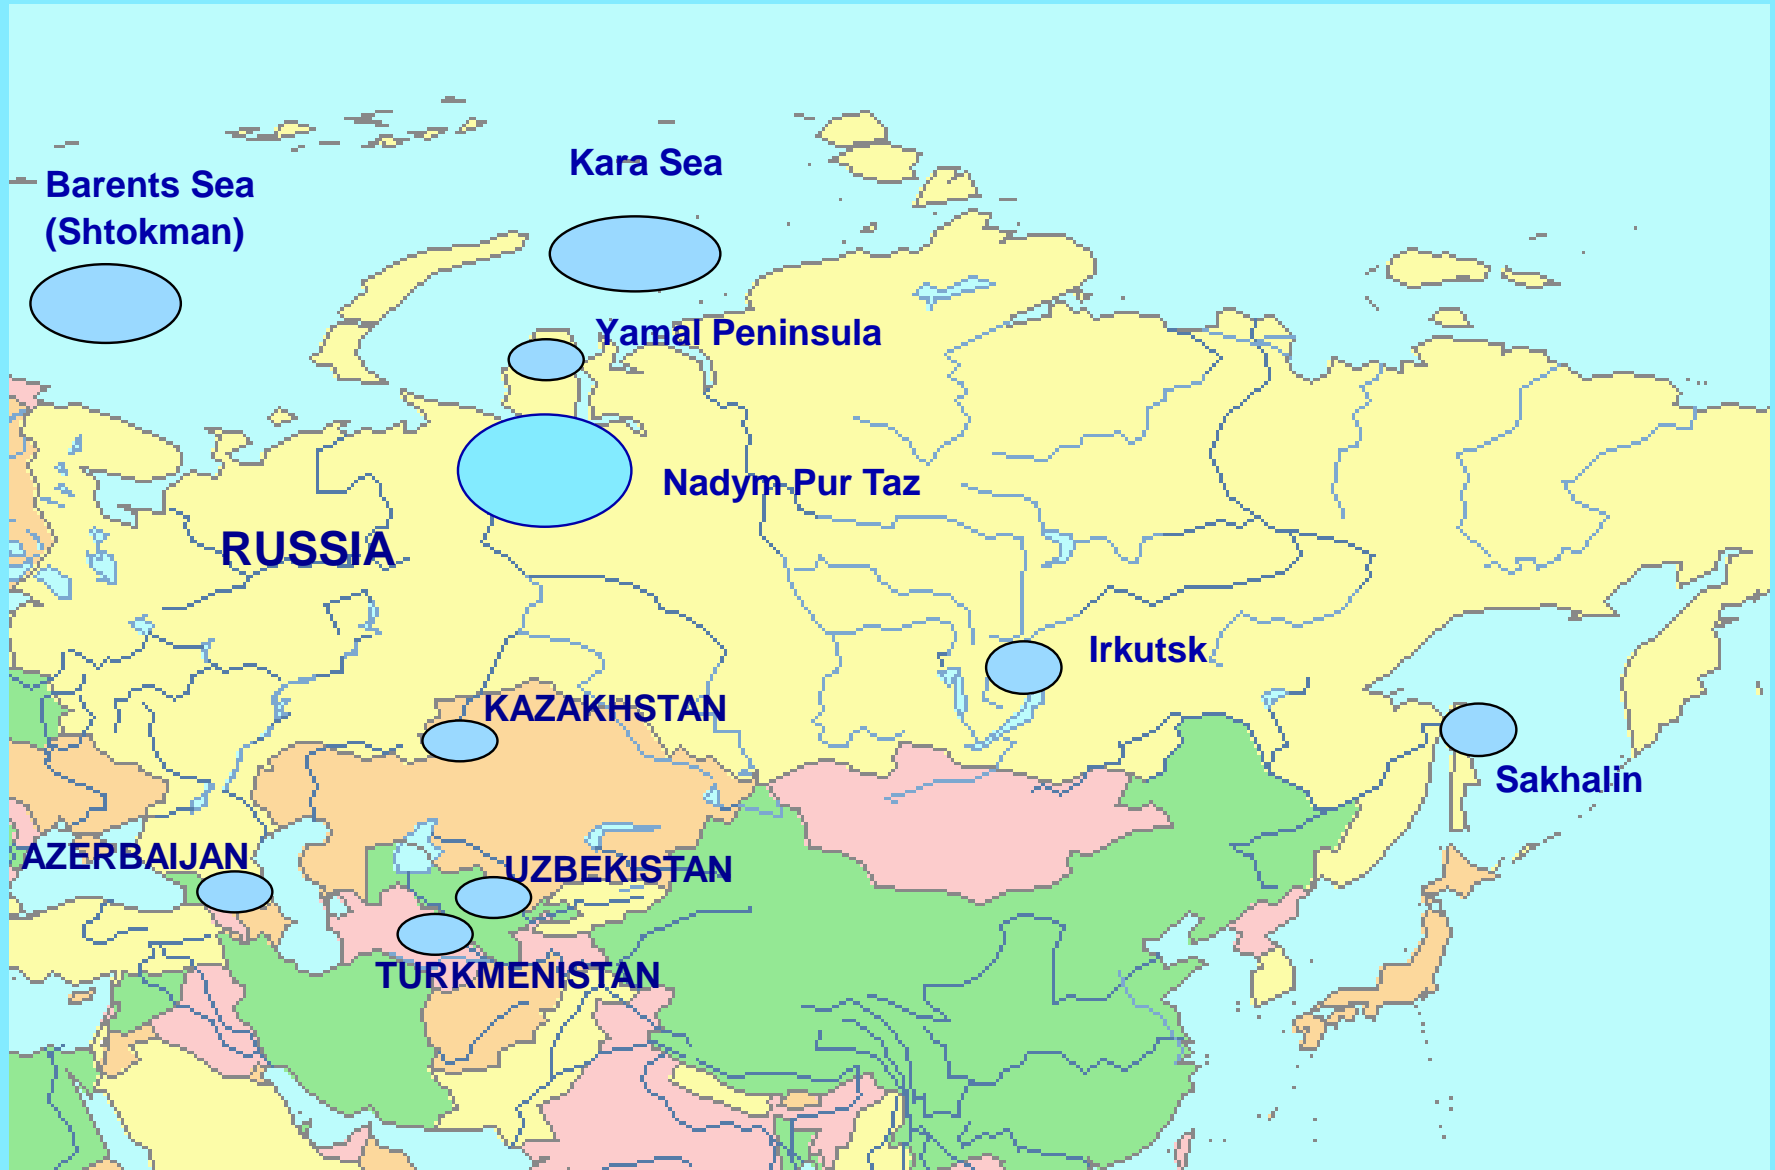 Kara Sea
Barents Sea
(Shtokman)
Yamal Peninsula
Nadym Pur Taz
RUSSIA
Irkutsk
KAZAKHSTAN
Sakhalin
AZERBAIJAN
UZBEKISTAN
TURKMENISTAN